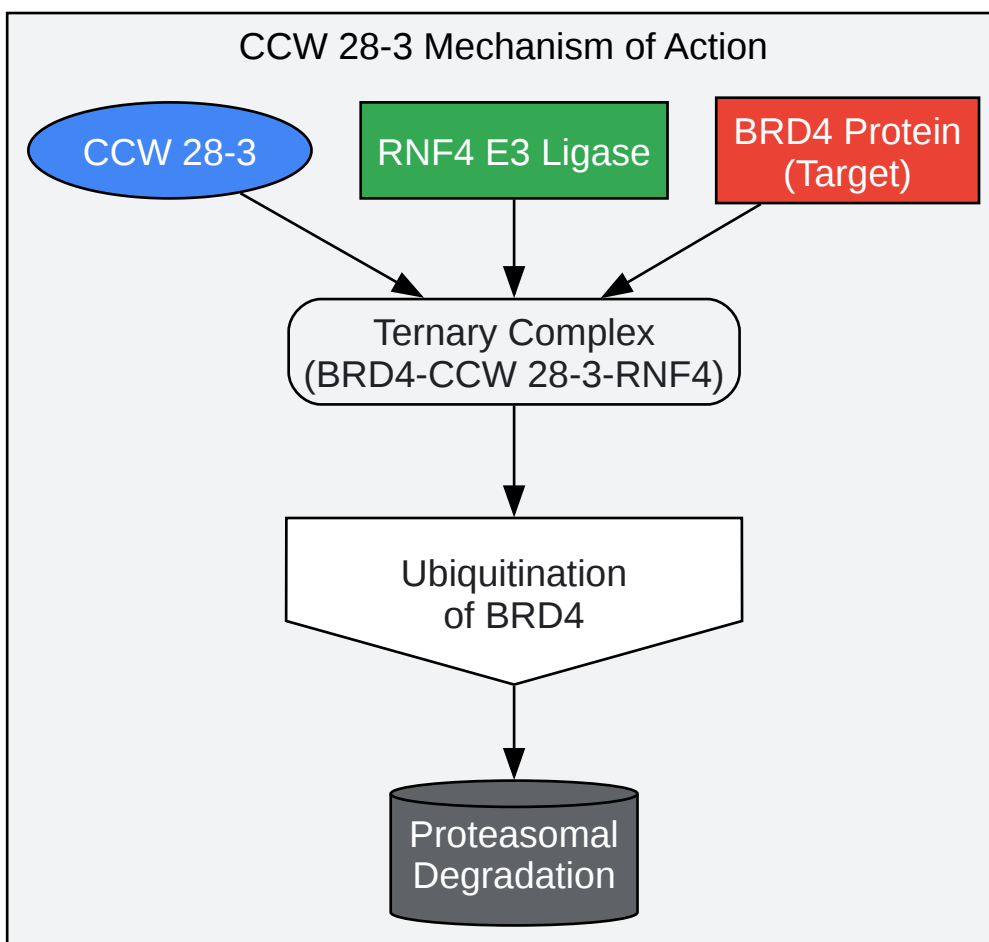 CCW 28-3 Mechanism of Action
CCW 28-3
RNF4 E3 Ligase
BRD4 Protein
(Target)
Ternary Complex
(BRD4-CCW 28-3-RNF4)
Ubiquitination
of BRD4
Proteasomal
Degradation